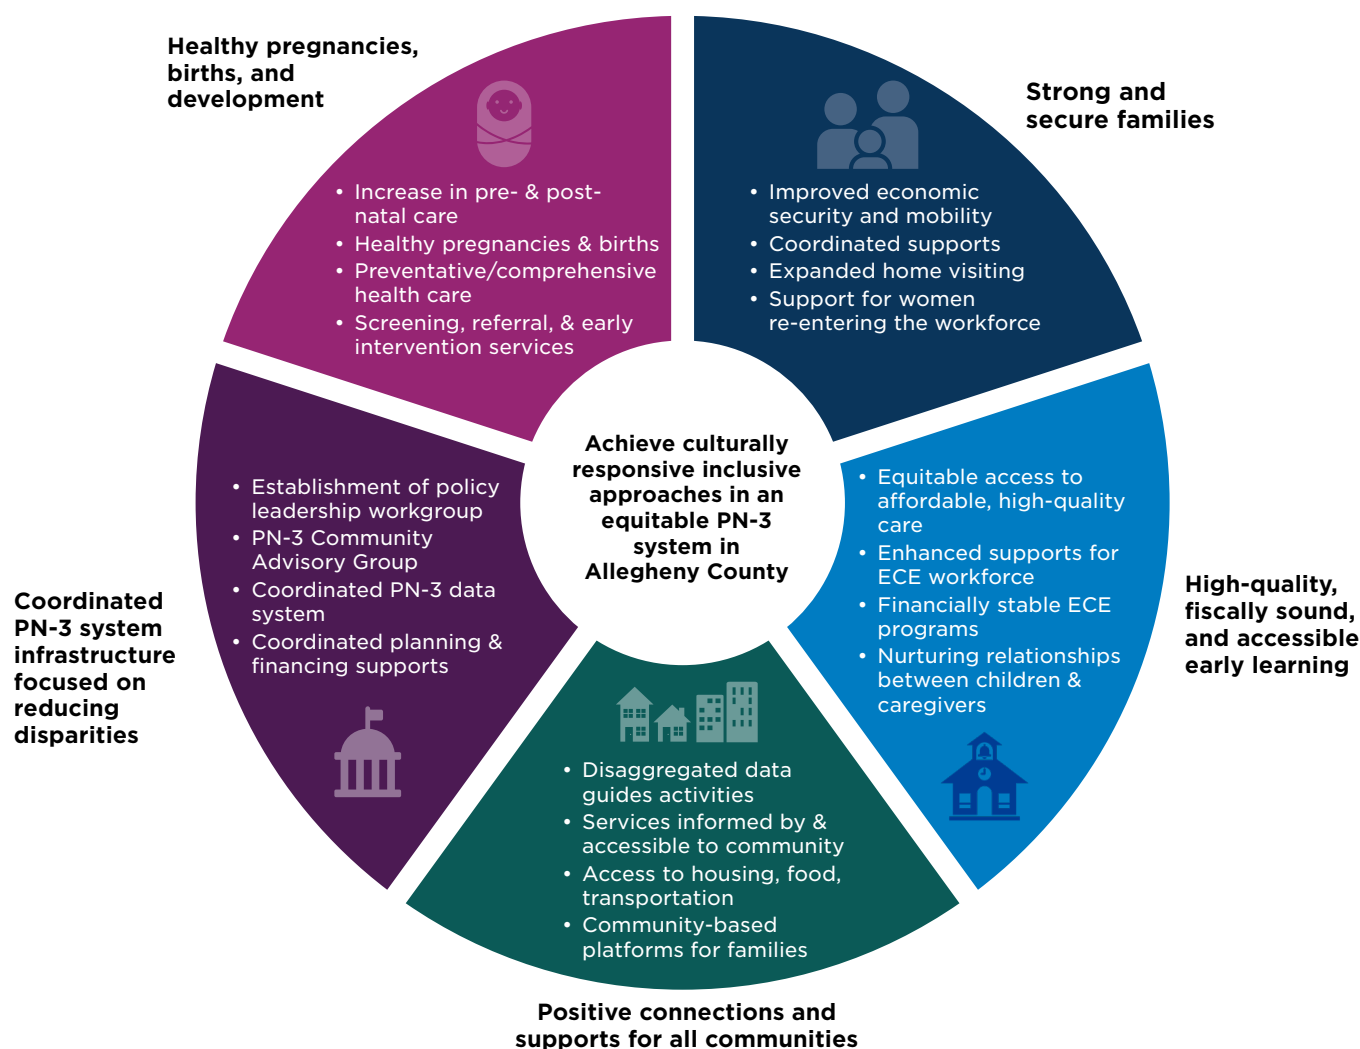 Healthy pregnancies,
births, and
development
• Increase in pre- & post-
natal care
• Healthy pregnancies & births
• Preventative/comprehensive
health care
• Screening, referral, & early
intervention services
Strong and
secure families
• Improved economic
security and mobility
• Coordinated supports
• Expanded home visiting
• Support for women
re-entering the workforce
High-quality,
fiscally sound,
and accessible
early learning
• Equitable access to
affordable, high-quality
care
• Enhanced supports for
ECE workforce
• Financially stable ECE
programs
• Nurturing relationships
between children &
caregivers
Positive connections and
supports for all communities
• Disaggregated data
guides activities
• Services informed by &
accessible to community
• Access to housing, food,
transportation
• Community-based
platforms for families
Coordinated
PN-3 system
infrastructure
focused on
reducing
disparities
• Establishment of policy
leadership workgroup
• PN-3 Community
Advisory Group
• Coordinated PN-3 data
system
• Coordinated planning &
financing supports
Achieve culturally
responsive inclusive
approaches in an
equitable PN-3
system in
Allegheny County